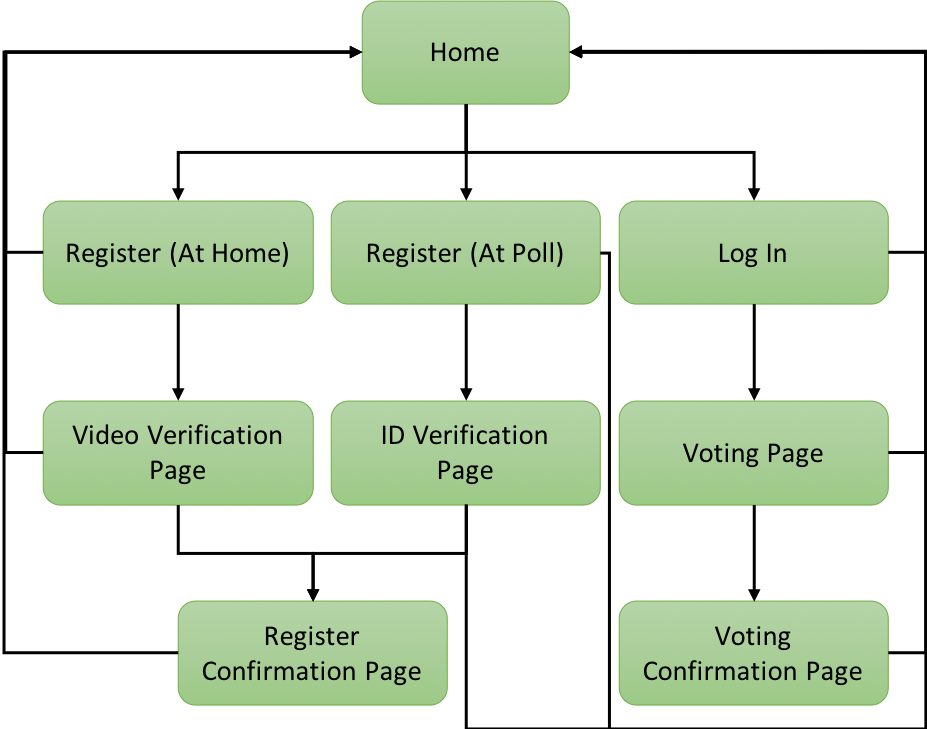 Home
Register (At Home)
Register (At Poll)
Log In
Video Verification
Page
ID Verification
Page
Voting Page
Register
Confirmation Page
Voting
Confirmation Page